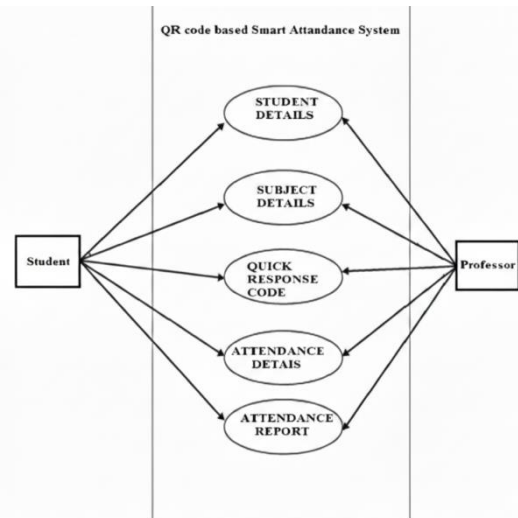 QR code based Smart Attandance System
STUDENT
DETAILS
SUBJECT
DETAILS
Student
QUICK
RESPONSE
CODE
Professor
ATTENDANCE
DETAIS
ATTENDANCE
REPORT